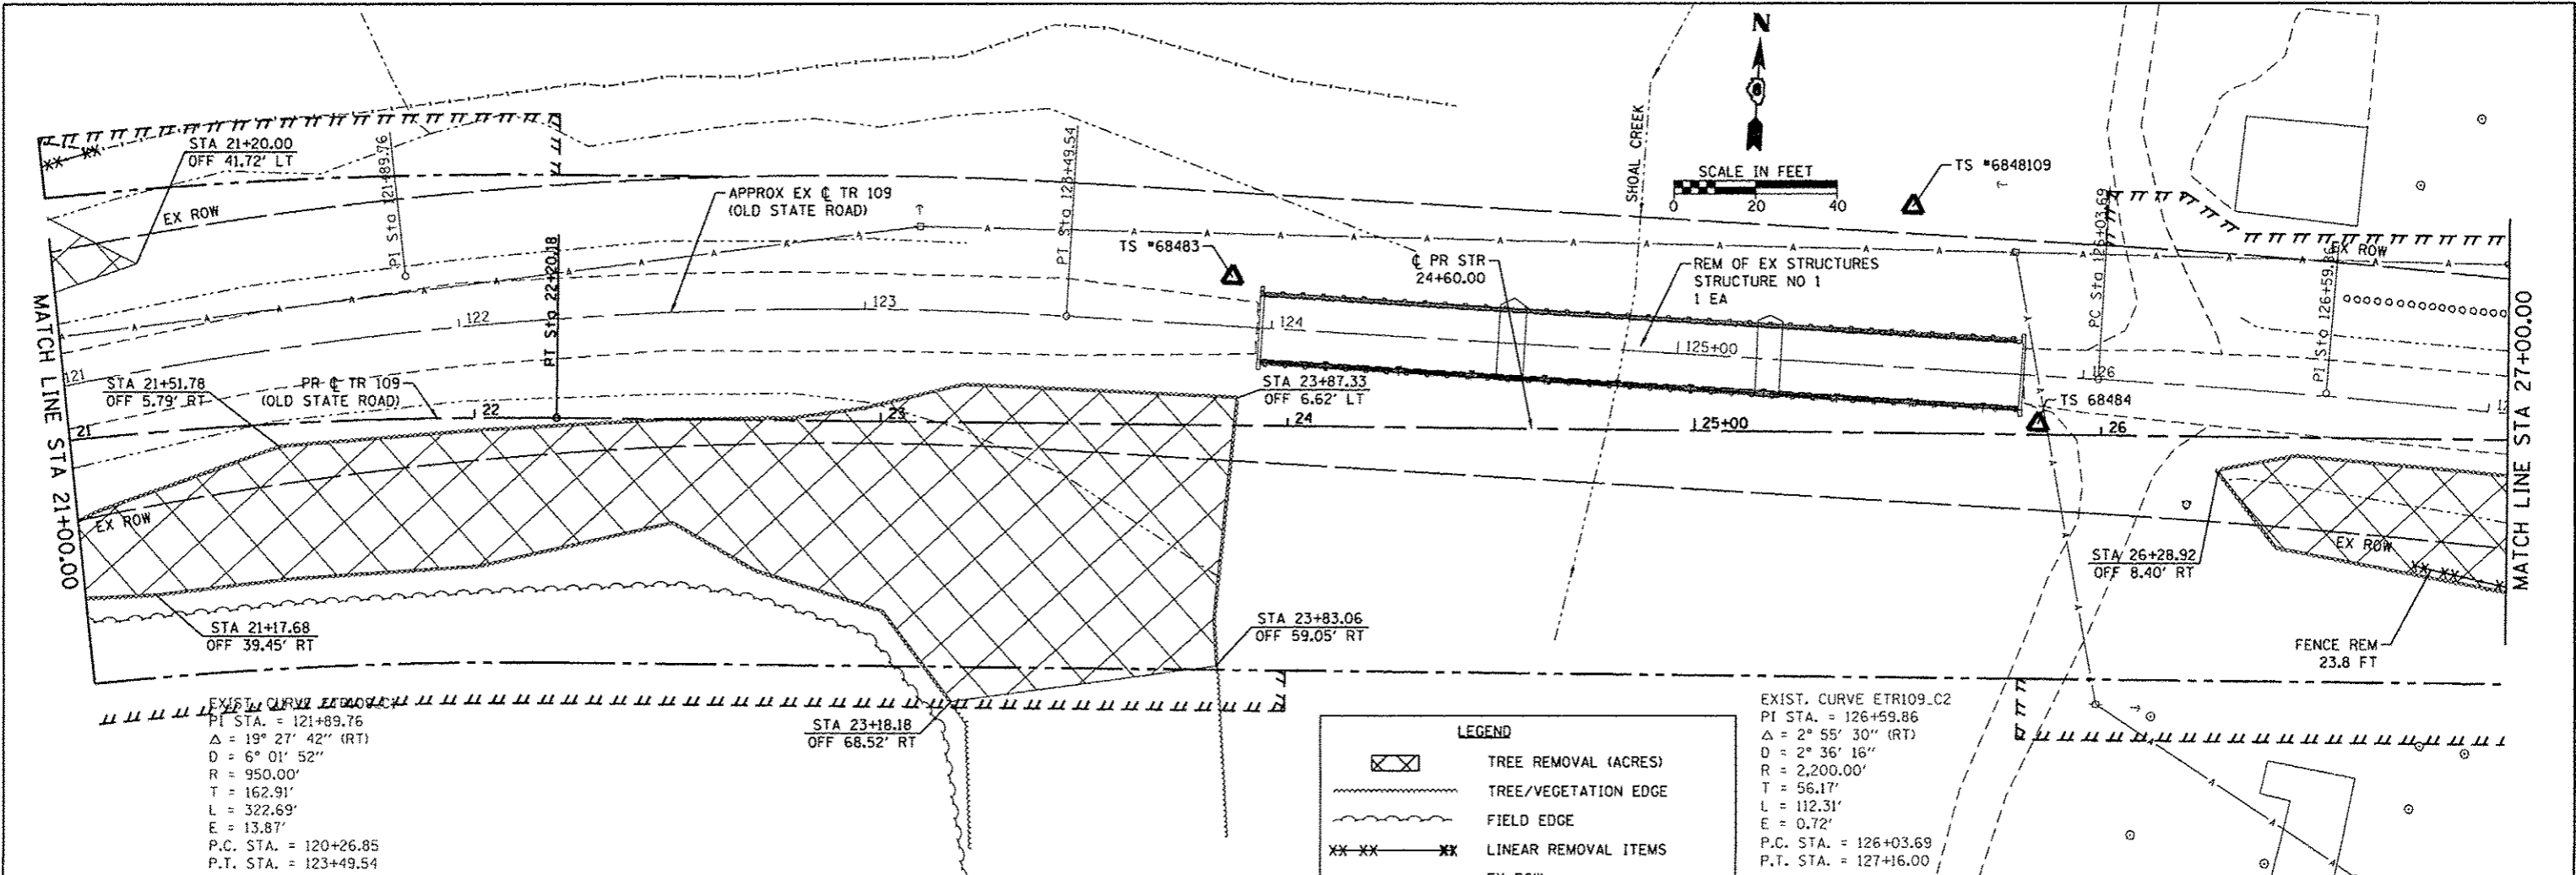 N
6
SCALE IN FEET
0 20 40
STA 21+20.00
OFF 41.72' LT
EX ROW
PI Sta 121+89.76
PT Sta 22+20.18
APPROX EX ℄ TR 109
(OLD STATE ROAD)
PT Sta 123+49.54
TS #68483
℄ PR STR
24+60.00
SHOAL CREEK
REM OF EX STRUCTURES
STRUCTURE NO 1
1 EA
TS #6848109
PC Sta 126+03.69
EX ROW
PI Sta 126+59.86
MATCH LINE STA 21+00.00
121
122
123
124
125+00
126
STA 21+51.78
OFF 5.79' RT
PR ℄ TR 109
(OLD STATE ROAD)
21
22
23
24
25+00
26
STA 23+87.33
OFF 6.62' LT
TS 68484
MATCH LINE STA 27+00.00
EX ROW
STA 26+28.92
OFF 8.40' RT
EX ROW
STA 21+17.68
OFF 39.45' RT
STA 23+83.06
OFF 59.05' RT
FENCE REM
23.8 FT
STA 23+18.18
OFF 68.52' RT
EXIST. CURVE
PI STA. = 121+89.76
Δ = 19° 27' 42" (RT)
D = 6° 01' 52"
R = 950.00'
T = 162.91'
L = 322.69'
E = 13.87'
P.C. STA. = 120+26.85
P.T. STA. = 123+49.54
LEGEND
TREE REMOVAL (ACRES)
TREE/VEGETATION EDGE
FIELD EDGE
LINEAR REMOVAL ITEMS
EXIST. CURVE ETR109_C2
PI STA. = 126+59.86
Δ = 2° 55' 30" (RT)
D = 2° 36' 16"
R = 2,200.00'
T = 56.17'
L = 112.31'
E = 0.72'
P.C. STA. = 126+03.69
P.T. STA. = 127+16.00